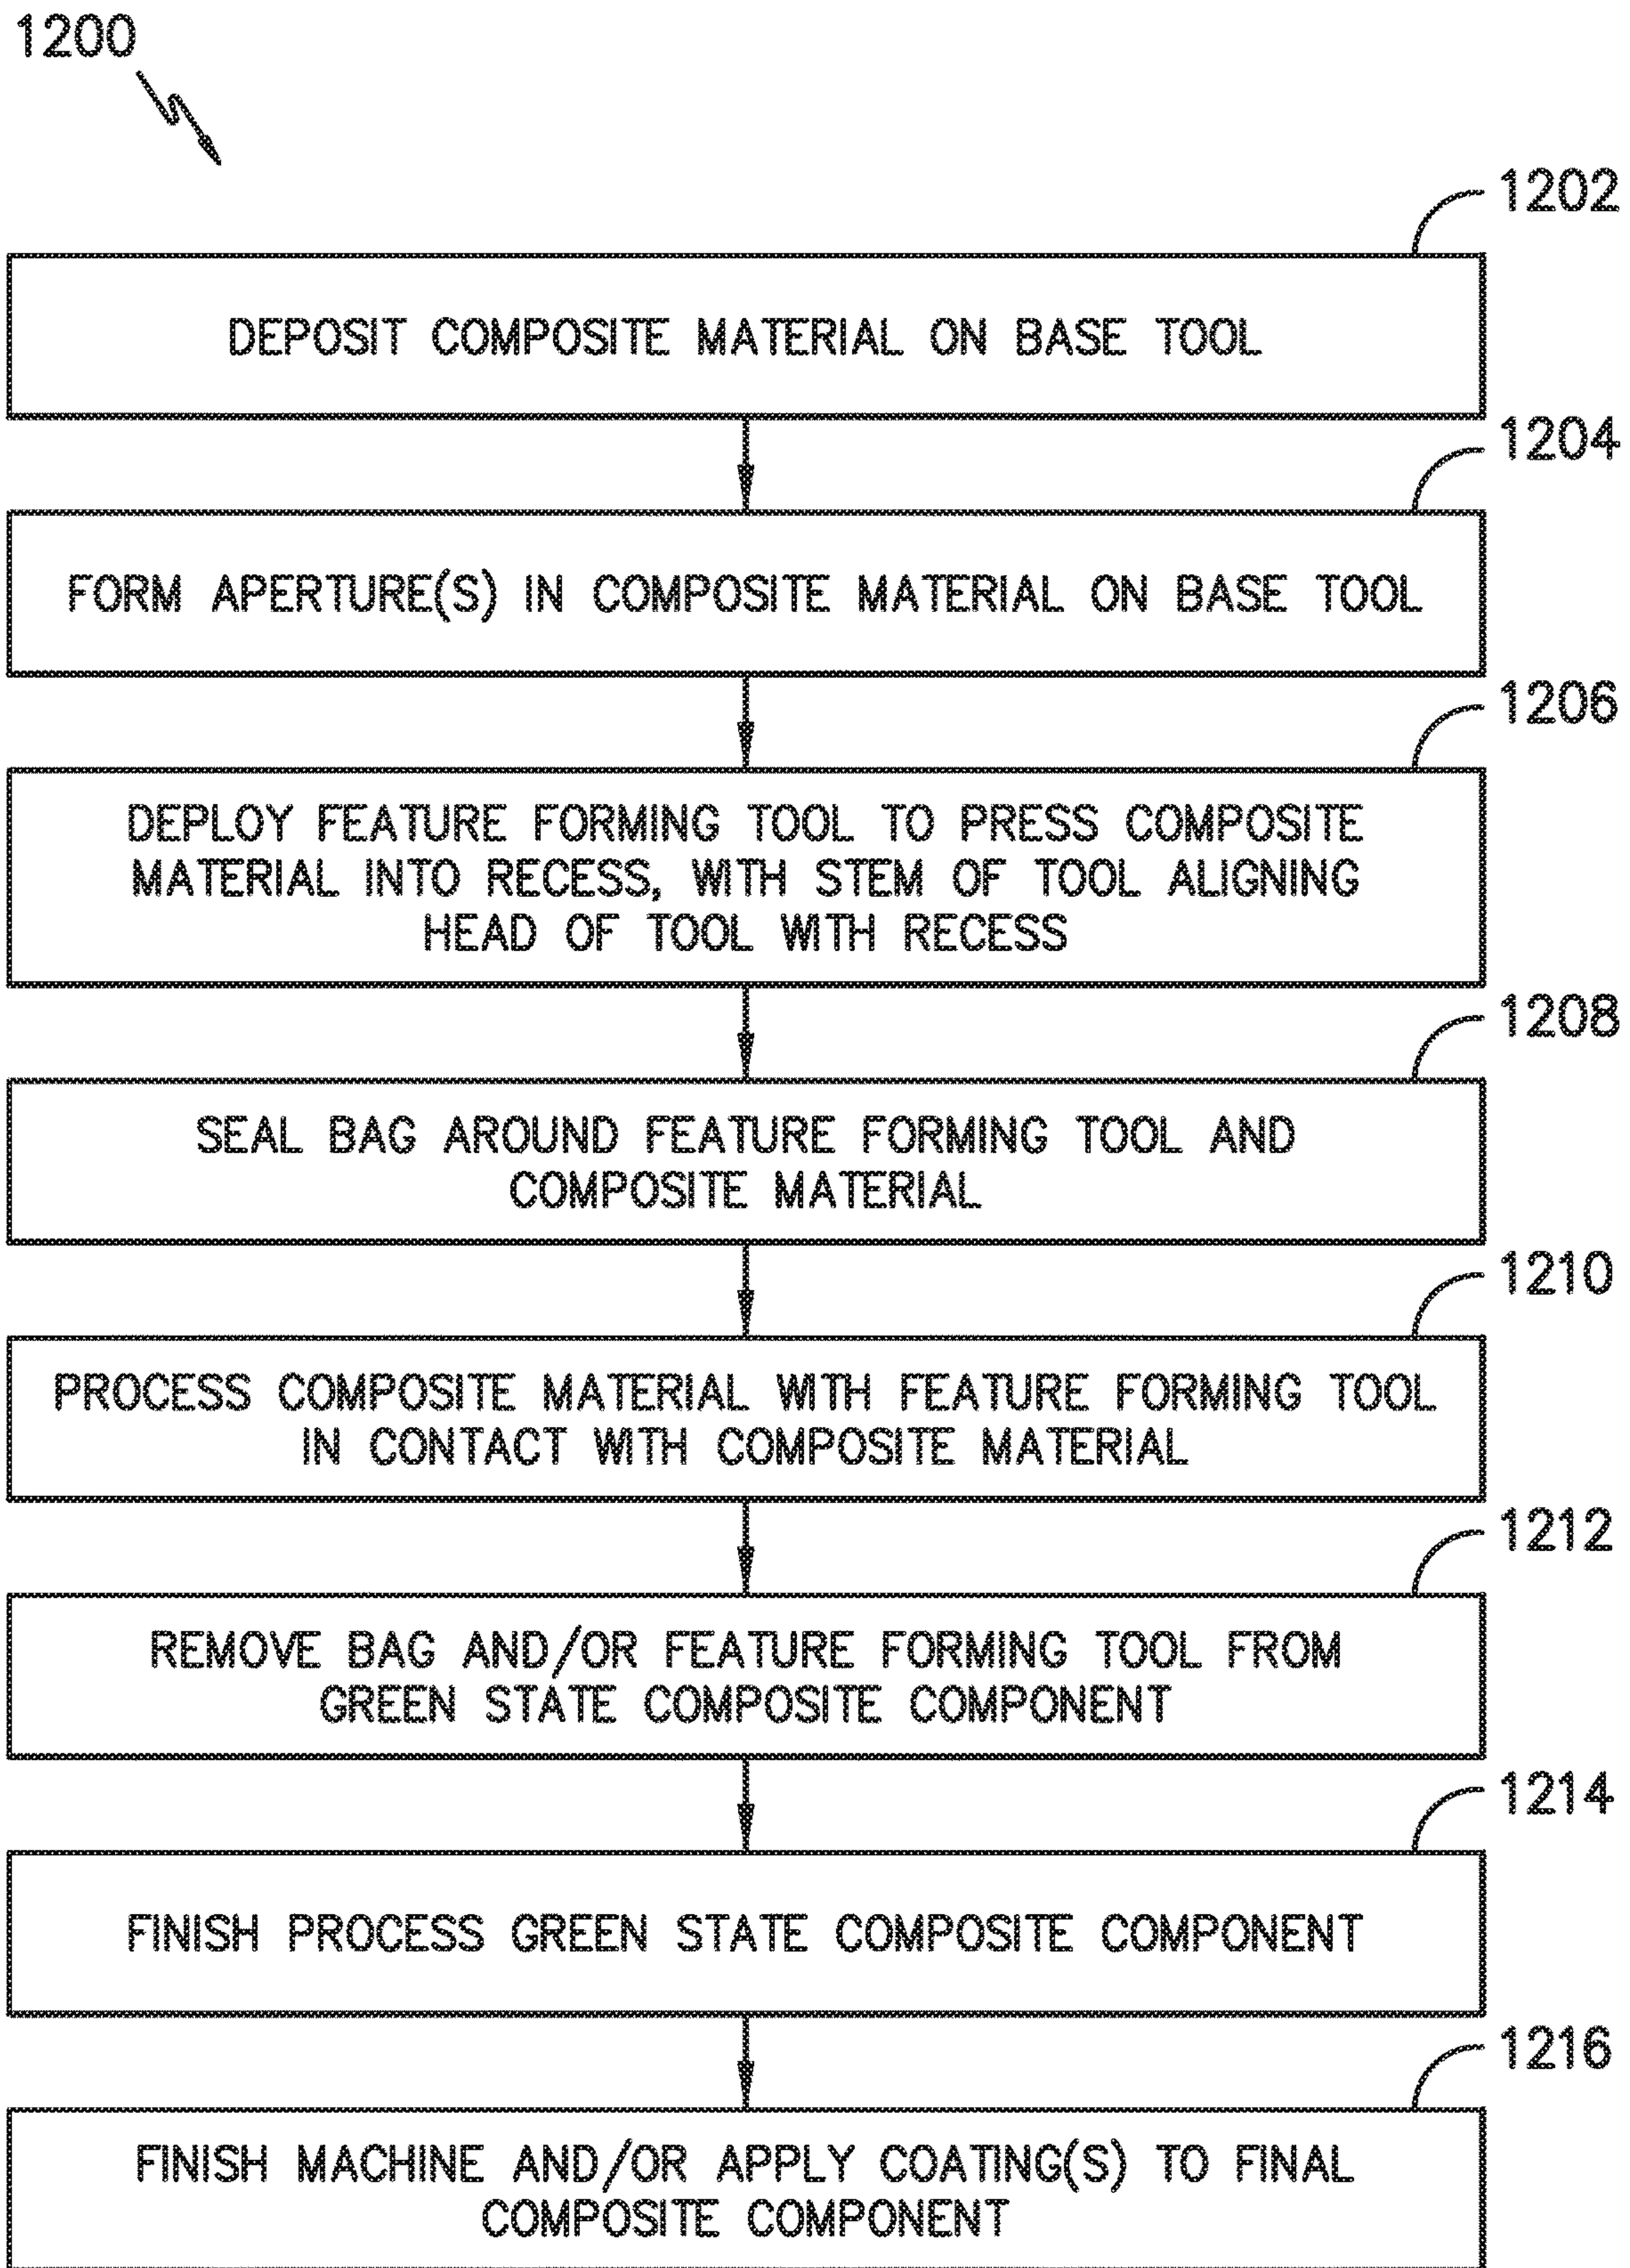 1200
1202
DEPOSIT COMPOSITE MATERIAL ON BASE TOOL
1204
FORM APERTURE(S) IN COMPOSITE MATERIAL ON BASE TOOL
1206
DEPLOY FEATURE FORMING TOOL TO PRESS COMPOSITE
MATERIAL INTO RECESS, WITH STEM OF TOOL ALIGNING
HEAD OF TOOL WITH RECESS
1208
SEAL BAG AROUND FEATURE FORMING TOOL AND
COMPOSITE MATERIAL
1210
PROCESS COMPOSITE MATERIAL WITH FEATURE FORMING TOOL
IN CONTACT WITH COMPOSITE MATERIAL
1212
REMOVE BAG AND/OR FEATURE FORMING TOOL FROM
GREEN STATE COMPOSITE COMPONENT
1214
FINISH PROCESS GREEN STATE COMPOSITE COMPONENT
1216
FINISH MACHINE AND/OR APPLY COATING(S) TO FINAL
COMPOSITE COMPONENT